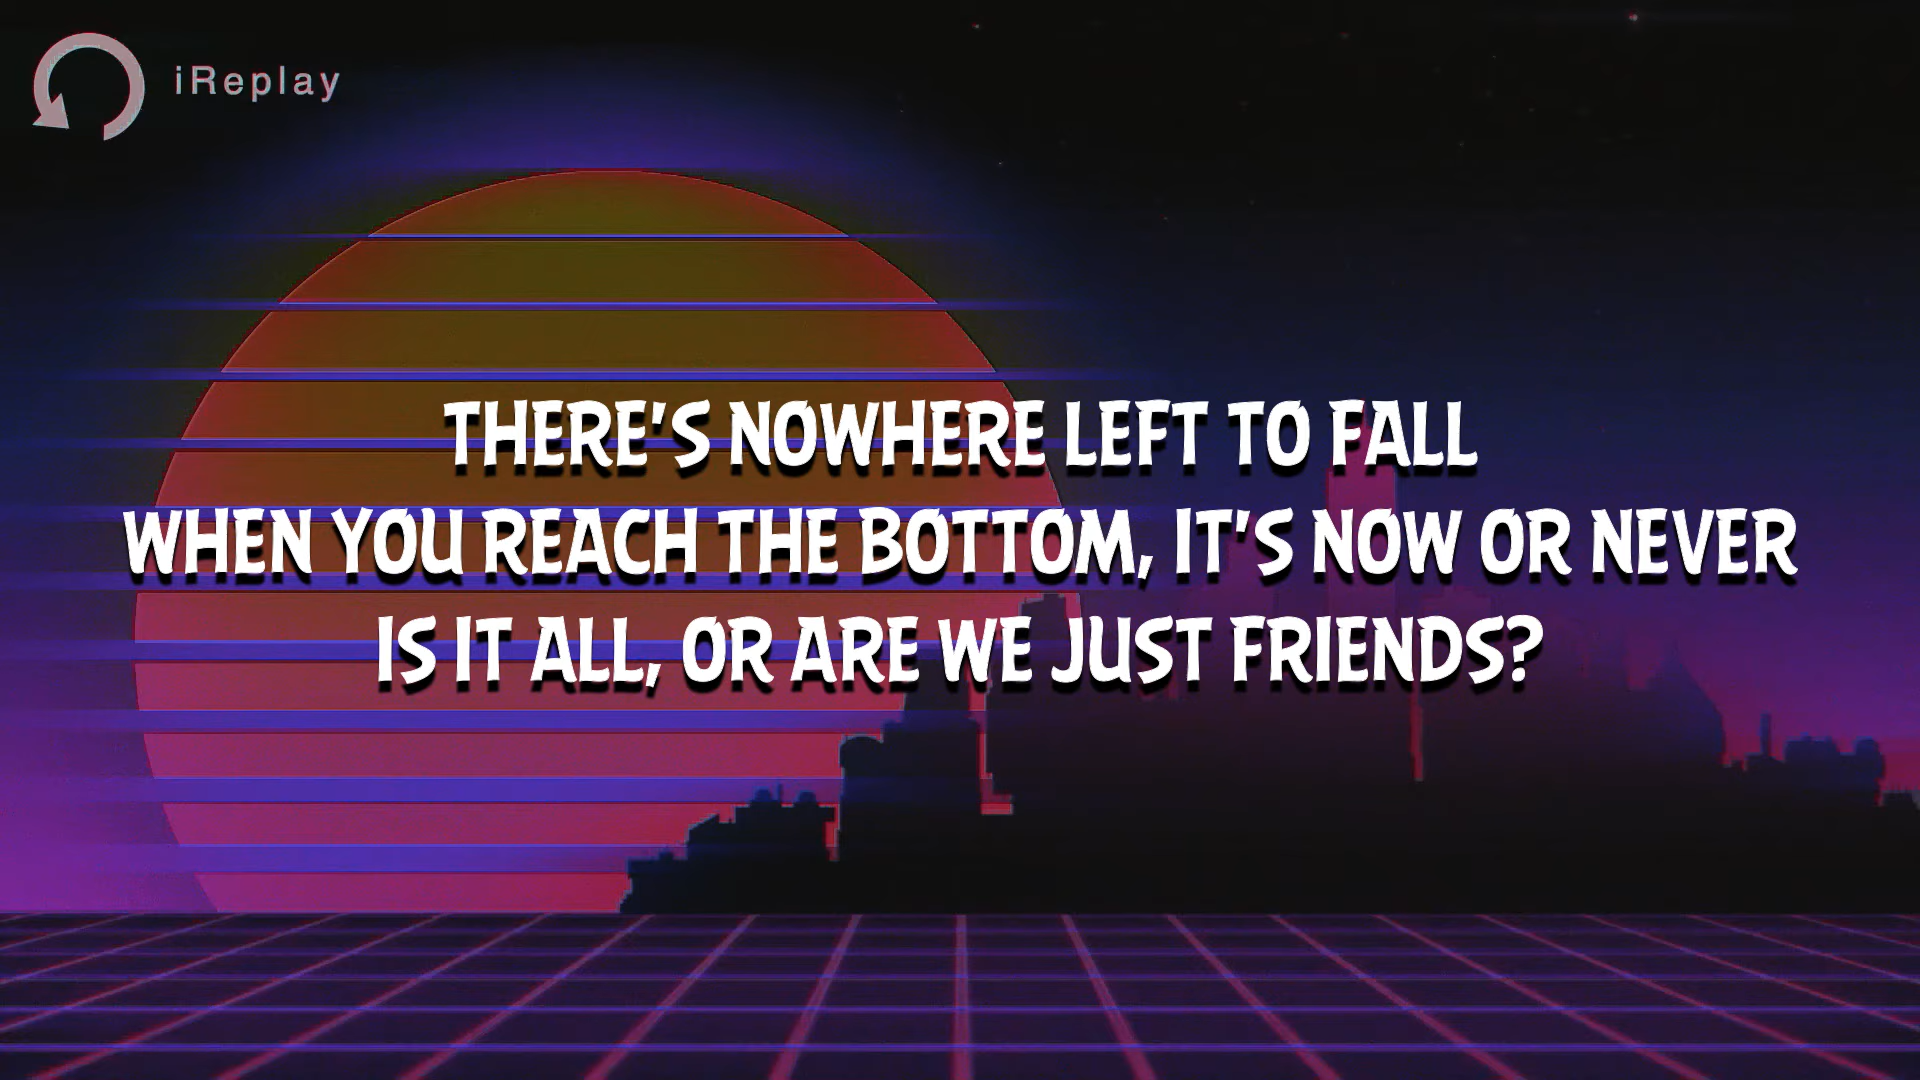 iReplay
THERE'S NOWHERE LEFT TO FALL
WHEN YOU REACH THE BOTTOM, IT'S NOW OR NEVER
IS IT ALL, OR ARE WE JUST FRIENDS?